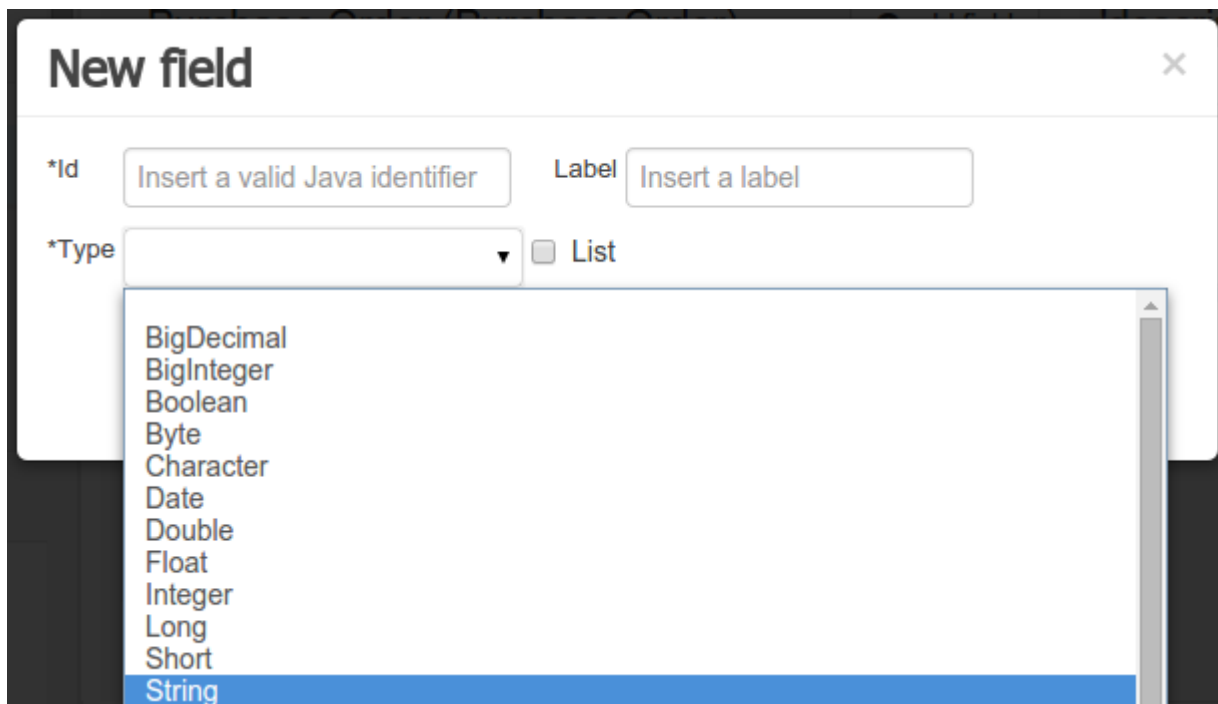 New field
×
*Id Insert a valid Java identifier Label Insert a label
*Type ▼ List
BigDecimal
BigInteger
Boolean
Byte
Character
Date
Double
Float
Integer
Long
Short
String